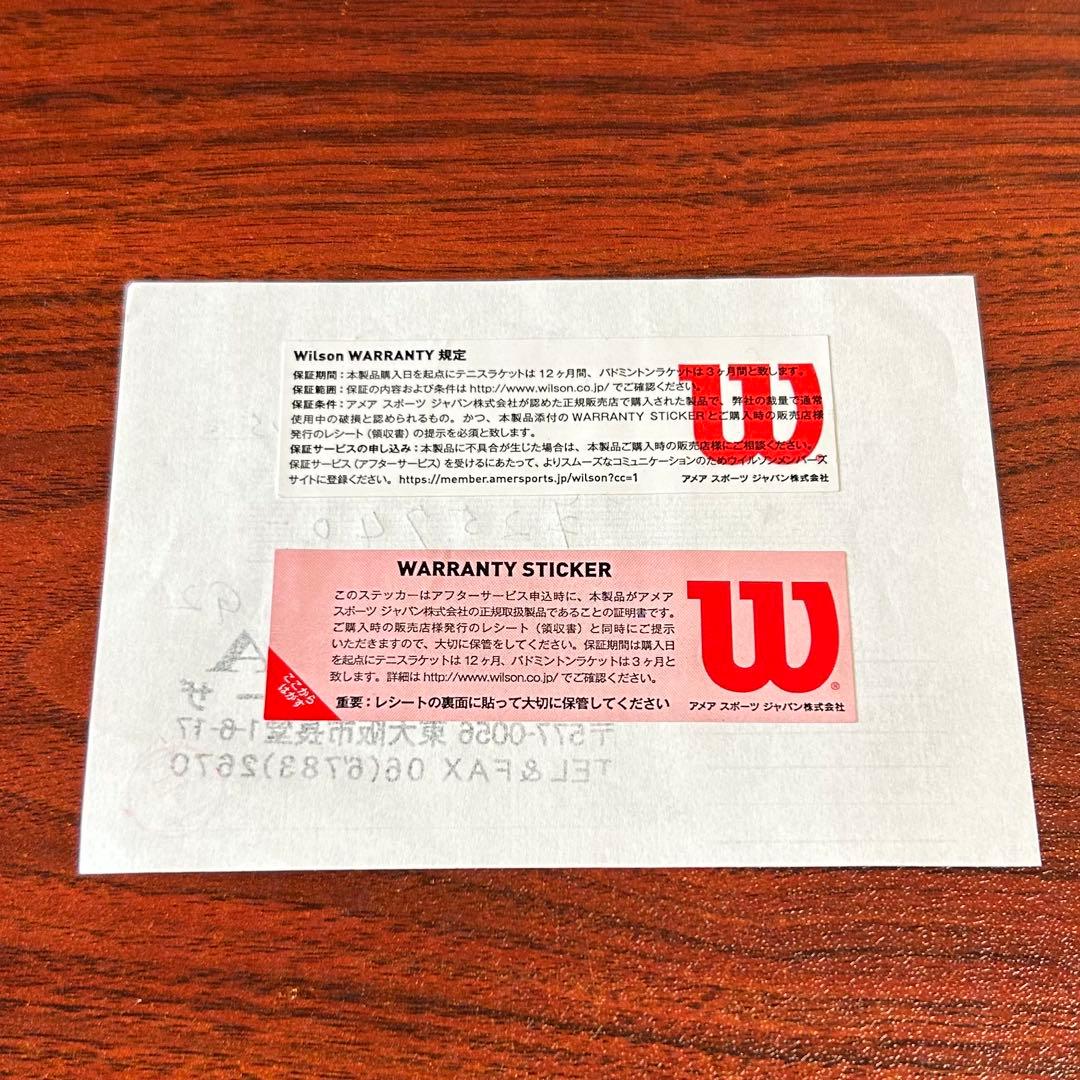 Wilson WARRANTY 規定
保証期間：本製品購入日を起点にテニスラケットは12ヶ月間、バドミントンラケットは3ヶ月間と致します。
保証範囲：保証の内容および条件は http://www.wilson.co.jp/ でご確認ください。
保証条件：アメア スポーツ ジャパン株式会社が認めた正規販売店で購入された製品で、弊社の裁量で通常
使用中の破損と認められるもの。かつ、本製品添付の WARRANTY STICKER とご購入時の販売店様
発行のレシート（領収書）の提示を必須と致します。
保証サービスの申し込み：本製品に不具合が生じた場合は、本製品ご購入時の販売店様にご相談ください。
保証サービス（アフターサービス）を受けるにあたって、よりスムーズなコミュニケーションのためウイルソンメンバーズ
サイトに登録ください。https://member.amersports.jp/wilson?cc=1
アメア スポーツ ジャパン株式会社
WARRANTY STICKER
このステッカーはアフターサービス申込時に、本製品がアメア
スポーツ ジャパン株式会社の正規取扱製品であることの証明書です。
ご購入時の販売店様発行のレシート（領収書）と同時にご提示
いただきますので、大切に保管をしてください。保証期間は購入日
を起点にテニスラケットは12ヶ月、バドミントンラケットは3ヶ月と
致します。詳細は http://www.wilson.co.jp/ でご確認ください。
重要：レシートの裏面に貼って大切に保管してください
ここから
はがす
W®
アメア スポーツ ジャパン株式会社
〒577-0056 東大阪市長堂1-8-17
TEL&FAX 06(6783)2670